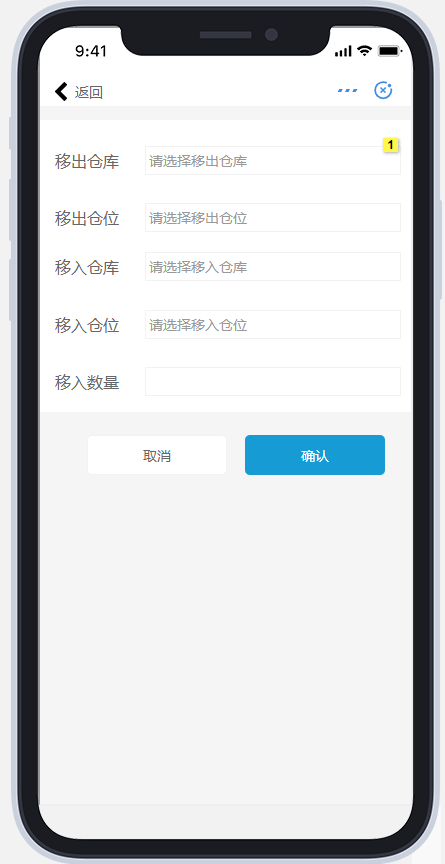 9:41
返回
1
移出仓库 请选择移出仓库
移出仓位 请选择移出仓位
移入仓库 请选择移入仓库
移入仓位 请选择移入仓位
移入数量
取消 确认